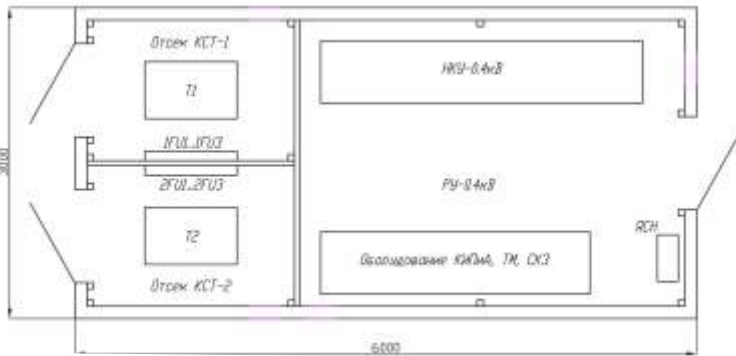 Отсек КСТ-1
Т1
НКУ-0.4кВ
1FU1..1FU3
3000
2FU1..2FU3
РУ-0.4кВ
Т2
ЯСН
Оборудование КИПиА, ТМ, СКЗ
Отсек КСТ-2
6000